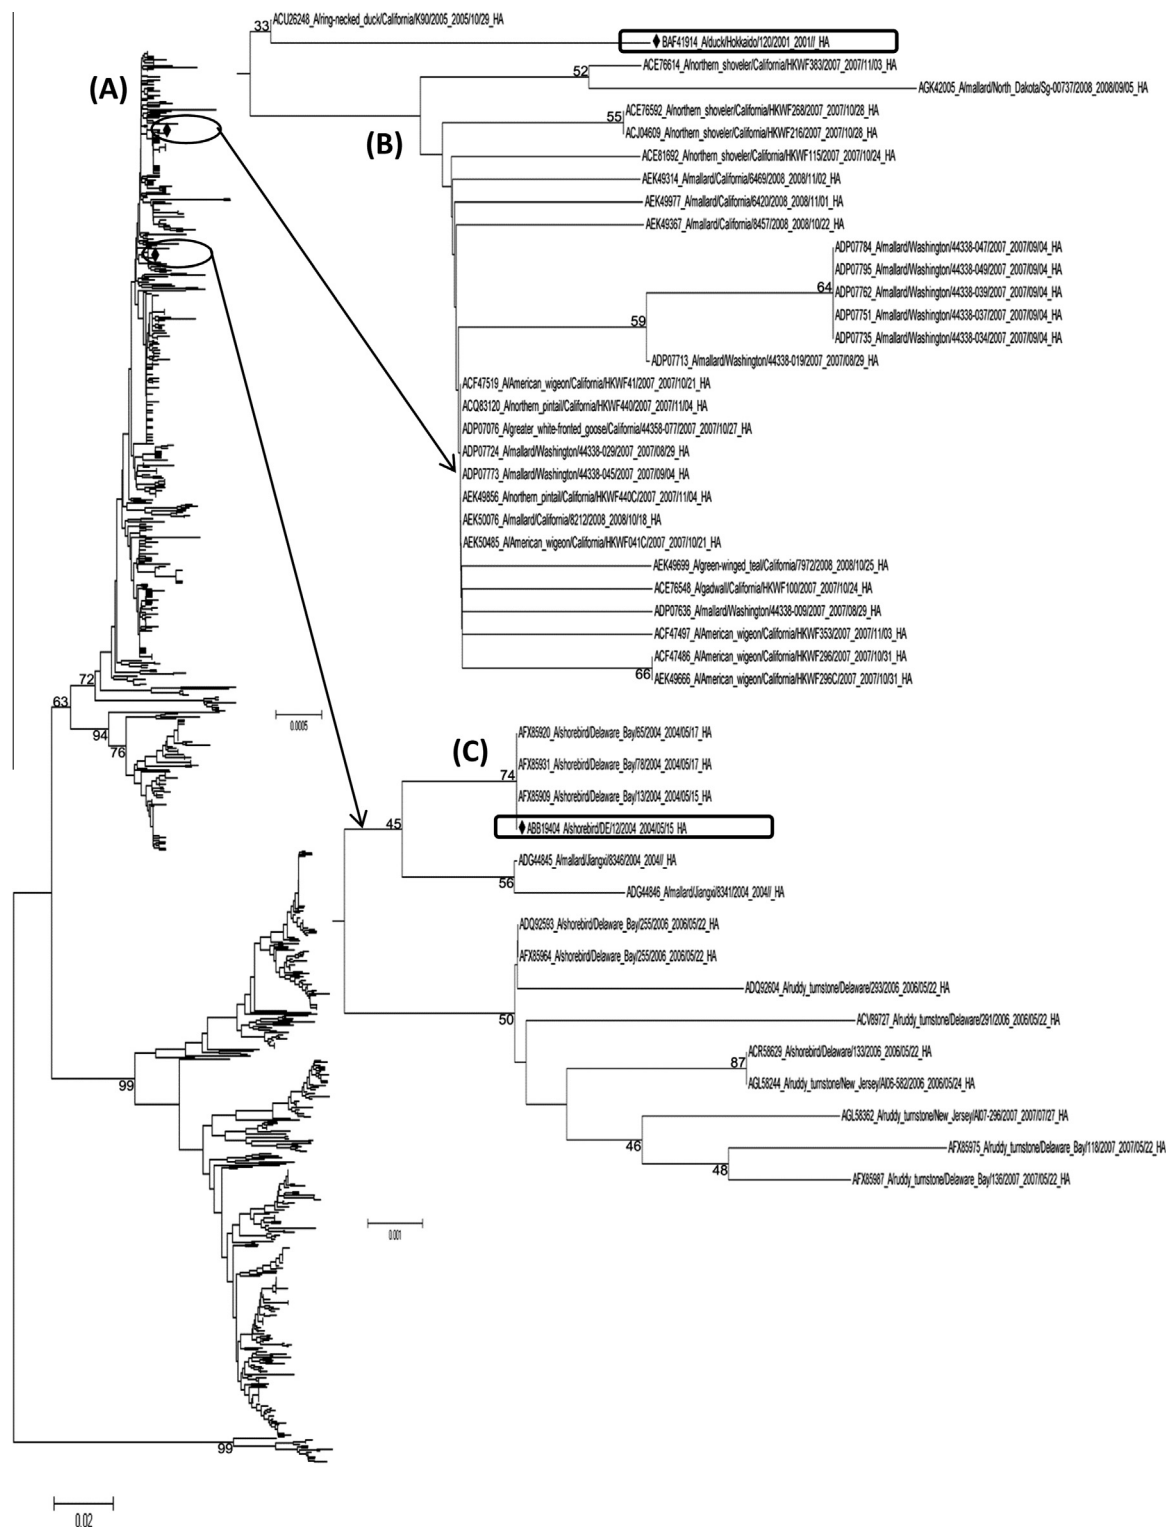 ACU26248_A/ring-necked_duck/California/K90/2005_2005/10/29_HA
33
BAF41914_A/duck/Hokkaido/120/2001_2001//_HA
ACE76614_A/northern_shoveler/California/HKWF383/2007_2007/11/03_HA
52
AGK42005_A/mallard/North_Dakota/Sg-00737/2008_2008/09/05_HA
(A)
ACE76592_A/northern_shoveler/California/HKWF268/2007_2007/10/28_HA
55
ACJ04609_A/northern_shoveler/California/HKWF216/2007_2007/10/28_HA
(B)
ACE81692_A/northern_shoveler/California/HKWF115/2007_2007/10/24_HA
AEK49314_A/mallard/California/6469/2008_2008/11/02_HA
AEK49977_A/mallard/California/6420/2008_2008/11/01_HA
AEK49367_A/mallard/California/8457/2008_2008/10/22_HA
ADP07784_A/mallard/Washington/44338-047/2007_2007/09/04_HA
ADP07795_A/mallard/Washington/44338-049/2007_2007/09/04_HA
64
ADP07762_A/mallard/Washington/44338-039/2007_2007/09/04_HA
ADP07751_A/mallard/Washington/44338-037/2007_2007/09/04_HA
59
ADP07735_A/mallard/Washington/44338-034/2007_2007/09/04_HA
ADP07713_A/mallard/Washington/44338-019/2007_2007/08/29_HA
ACF47519_A/American_wigeon/California/HKWF41/2007_2007/10/21_HA
ACQ83120_A/northern_pintail/California/HKWF440/2007_2007/11/04_HA
ADP07076_A/greater_white-fronted_goose/California/44358-077/2007_2007/10/27_HA
ADP07724_A/mallard/Washington/44338-029/2007_2007/08/29_HA
ADP07773_A/mallard/Washington/44338-045/2007_2007/09/04_HA
AEK49856_A/northern_pintail/California/HKWF440C/2007_2007/11/04_HA
AEK50076_A/mallard/California/8212/2008_2008/10/18_HA
AEK50485_A/American_wigeon/California/HKWF041C/2007_2007/10/21_HA
AEK49699_A/green-winged_teal/California/7972/2008_2008/10/25_HA
ACE76548_A/gadwall/California/HKWF100/2007_2007/10/24_HA
ADP07636_A/mallard/Washington/44338-009/2007_2007/08/29_HA
ACF47497_A/American_wigeon/California/HKWF353/2007_2007/11/03_HA
ACF47486_A/American_wigeon/California/HKWF296/2007_2007/10/31_HA
66
AEK49666_A/American_wigeon/California/HKWF296C/2007_2007/10/31_HA
72
63
0.0005
94
76
(C)
AFX85920_A/shorebird/Delaware_Bay/65/2004_2004/05/17_HA
AFX85931_A/shorebird/Delaware_Bay/78/2004_2004/05/17_HA
74
AFX85909_A/shorebird/Delaware_Bay/13/2004_2004/05/15_HA
45
ABB19404_A/shorebird/DE/12/2004_2004/05/15_HA
ADG44845_A/mallard/Jiangxi/8346/2004_2004//_HA
56
ADG44846_A/mallard/Jiangxi/8341/2004_2004//_HA
ADQ92593_A/shorebird/Delaware_Bay/255/2006_2006/05/22_HA
AFX85964_A/shorebird/Delaware_Bay/255/2006_2006/05/22_HA
ADQ92604_A/ruddy_turnstone/Delaware/293/2006_2006/05/22_HA
50
ACV89727_A/ruddy_turnstone/Delaware/291/2006_2006/05/22_HA
ACR58629_A/shorebird/Delaware/133/2006_2006/05/22_HA
87
AGL58244_A/ruddy_turnstone/New_Jersey/AI06-582/2006_2006/05/24_HA
99
AGL58362_A/ruddy_turnstone/New_Jersey/AI07-296/2007_2007/07/27_HA
46
AFX85975_A/ruddy_turnstone/Delaware_Bay/118/2007_2007/05/22_HA
48
AFX85987_A/ruddy_turnstone/Delaware_Bay/136/2007_2007/05/22_HA
0.001
99
0.02